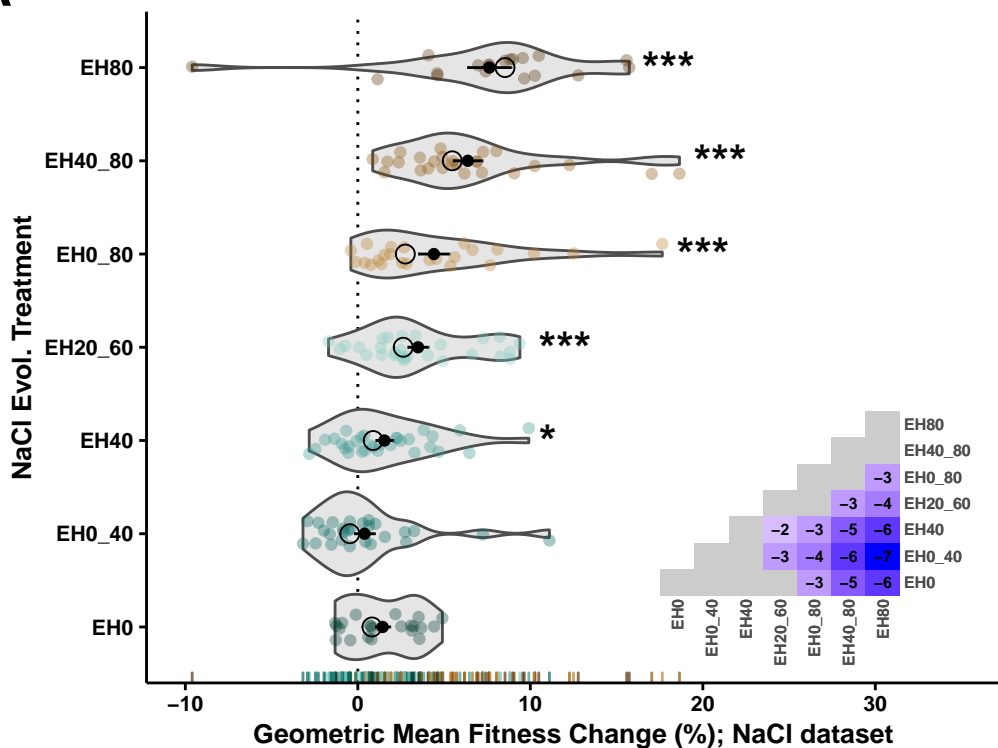 EH80 ***
EH40_80 ***
EH0_80 ***
EH20_60 ***
EH40 *
EH0_40
EH0
NaCl Evol. Treatment
−10 0 10 20 30
Geometric Mean Fitness Change (%); NaCl dataset
EH80
EH40_80
−3 EH0_80
−3 −4 EH20_60
−2 −3 −5 −6 EH40
−3 −4 −6 −7 EH0_40
−3 −5 −6 EH0
EH0
EH0_40
EH40
EH20_60
EH0_80
EH40_80
EH80